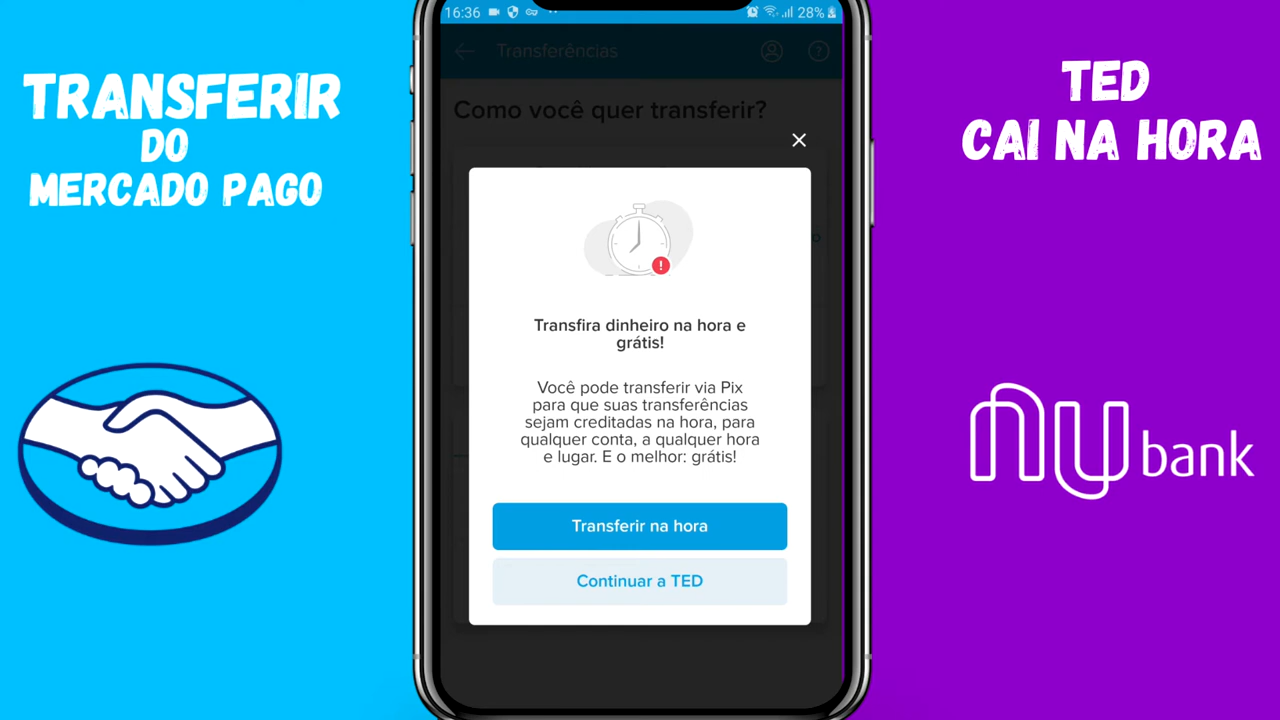 TRANSFERIR
DO
MERCADO PAGO
16:36
28%
Transferências
Como você quer transferir?
Transfira dinheiro na hora e
grátis!
Você pode transferir via Pix
para que suas transferências
sejam creditadas na hora, para
qualquer conta, a qualquer hora
e lugar. E o melhor: grátis!
Transferir na hora
Continuar a TED
TED
CAI NA HORA
nu bank